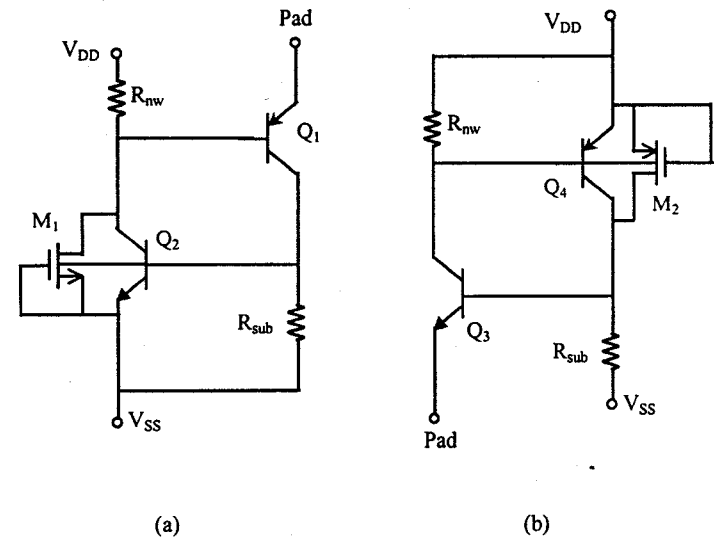 Pad
V_DD
R_nw
Q_1
M_1
Q_2
R_sub
V_SS
(a)
V_DD
R_nw
Q_4
M_2
Q_3
R_sub
V_SS
Pad
(b)